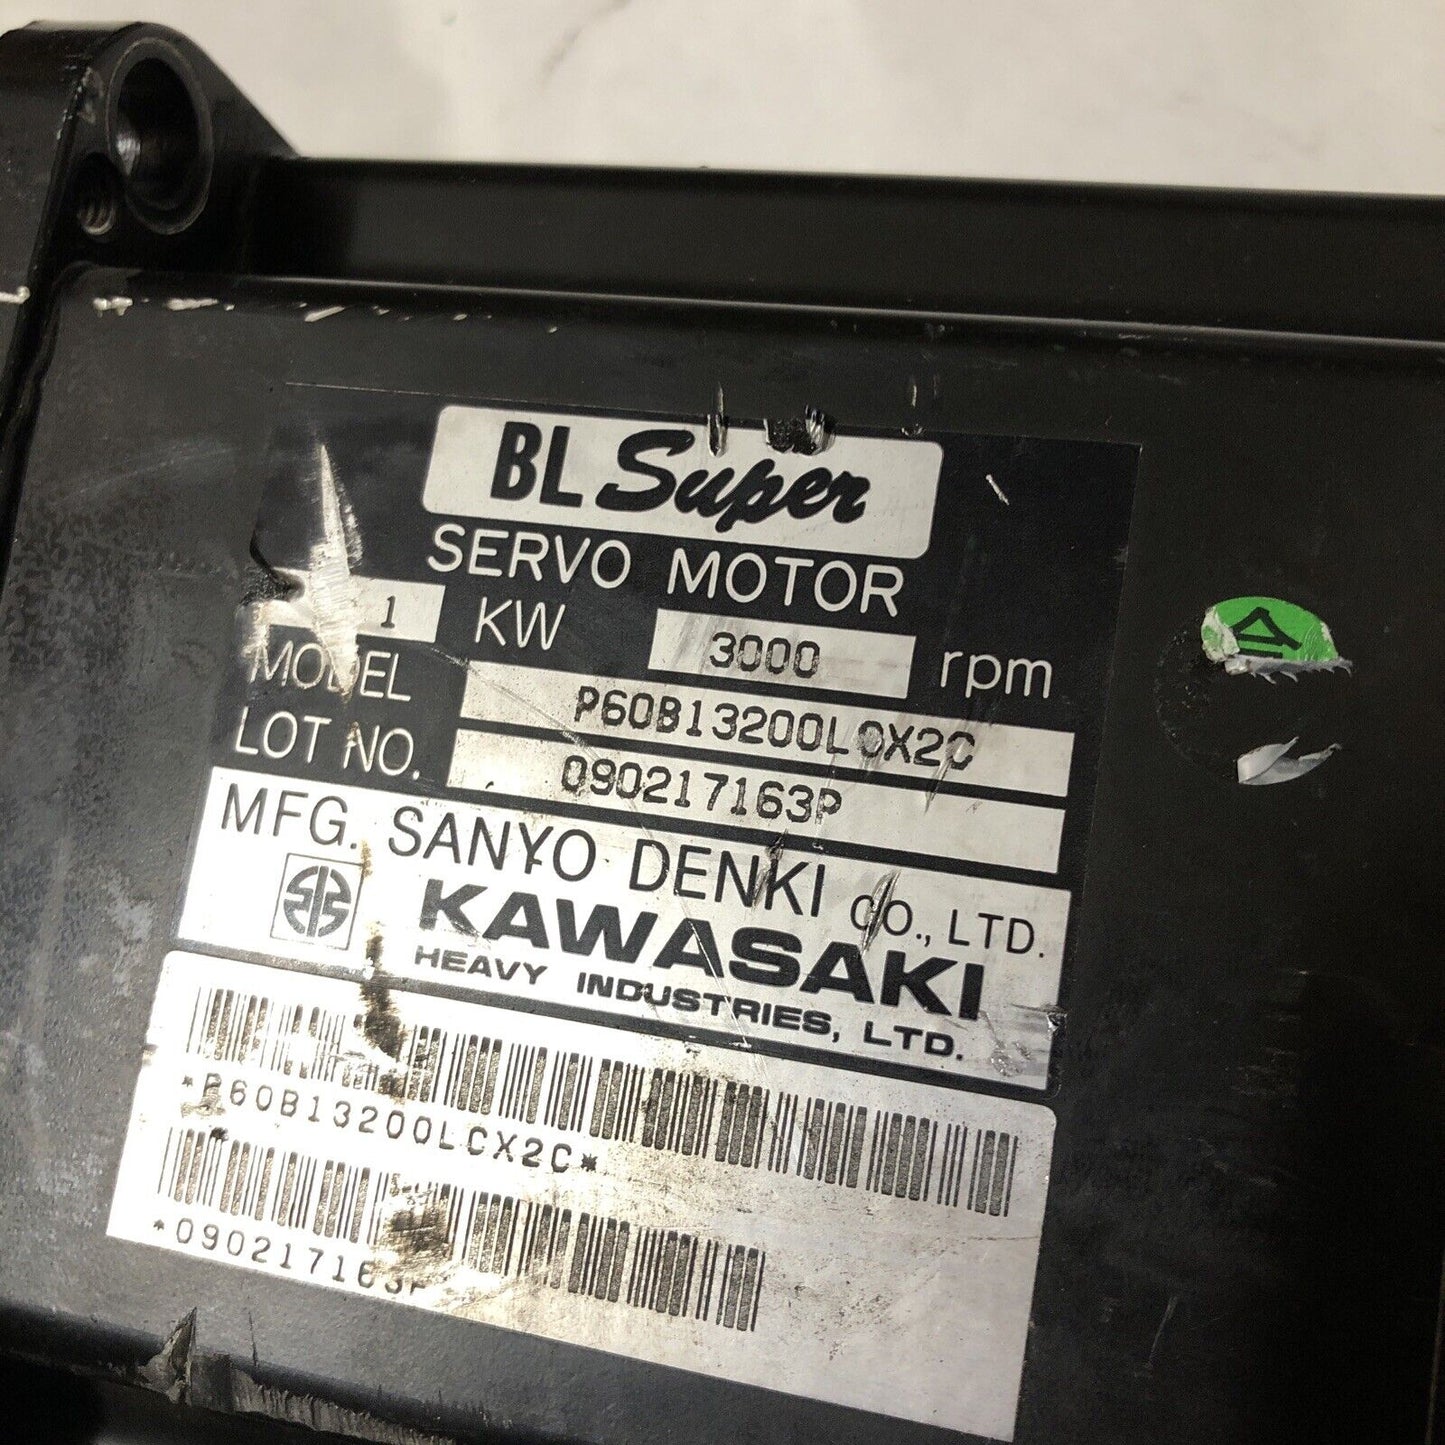 BL Super
SERVO MOTOR
1 KW 3000 rpm
MODEL P60B13200LCX2C
LOT NO. 090217163P
MFG. SANYO DENKI CO., LTD.
KAWASAKI
HEAVY INDUSTRIES, LTD.
*P60B13200LCX2C*
*090217163P